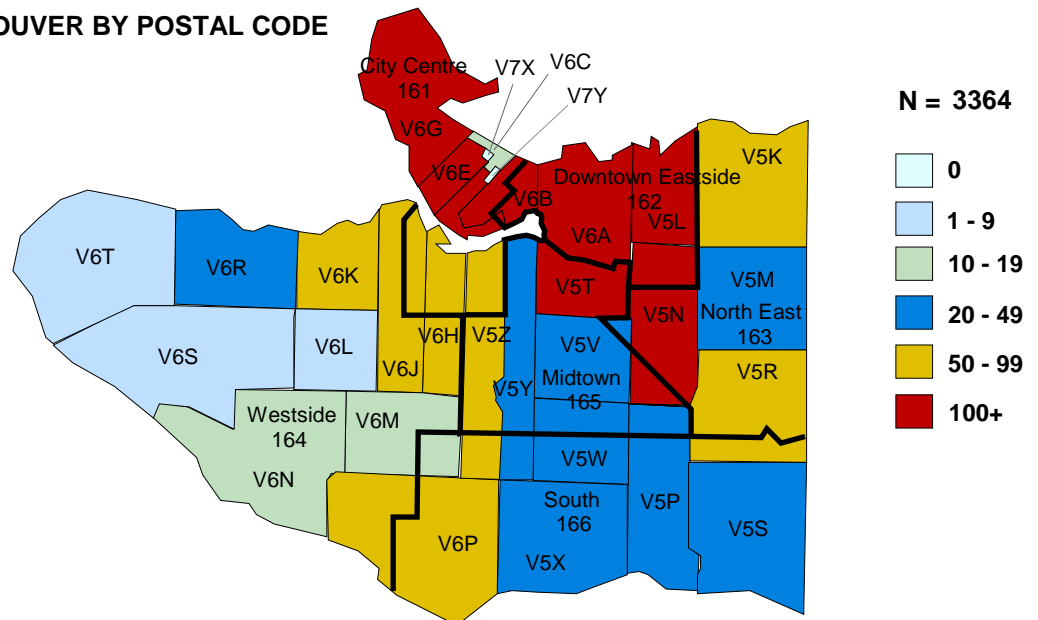 OUVER BY POSTAL CODE
City Centre
161
V7X
V6C
V7Y
V6G
V6E
V6B
Downtown Eastside
162
V5L
V6A
V5K
V6T
V6R
V6K
V5T
V5N
V5M
North East
163
V6S
V6L
V6J
V6H
V5Z
V5Y
V5V
Midtown
165
V5R
Westside
164
V6M
V6N
V5W
South
166
V5P
V5S
V6P
V5X
N = 3364
0
1 - 9
10 - 19
20 - 49
50 - 99
100+